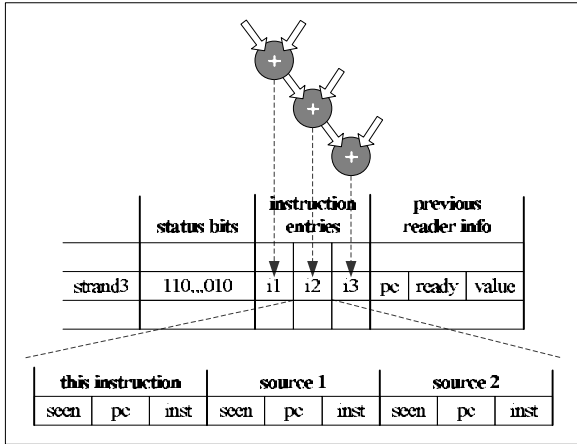 +
+
+
instruction previous
status bits entries reader info
strand3 110,,,010 i1 i2 i3 pc ready value
this instruction source 1 source 2
seen pc inst seen pc inst seen pc inst